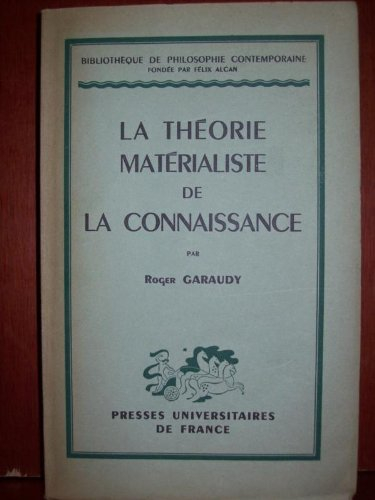 BIBLIOTHÈQUE DE PHILOSOPHIE CONTEMPORAINE
FONDÉE PAR FÉLIX ALCAN
LA THÉORIE
MATÉRIALISTE
DE
LA CONNAISSANCE
PAR
ROGER GARAUDY
PRESSES UNIVERSITAIRES
DE FRANCE